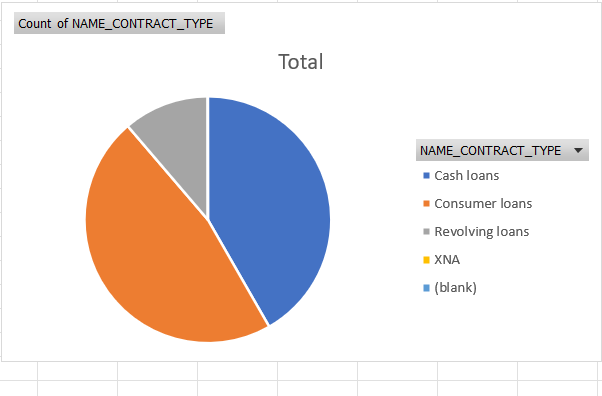 Count of NAME_CONTRACT_TYPE
Total
NAME_CONTRACT_TYPE
Cash loans
Consumer loans
Revolving loans
XNA
(blank)